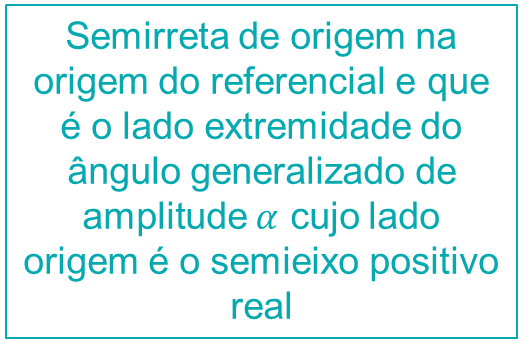 Semirreta de origem na
origem do referencial e que
é o lado extremidade do
ângulo generalizado de
amplitude 𝛼 cujo lado
origem é o semieixo positivo
real